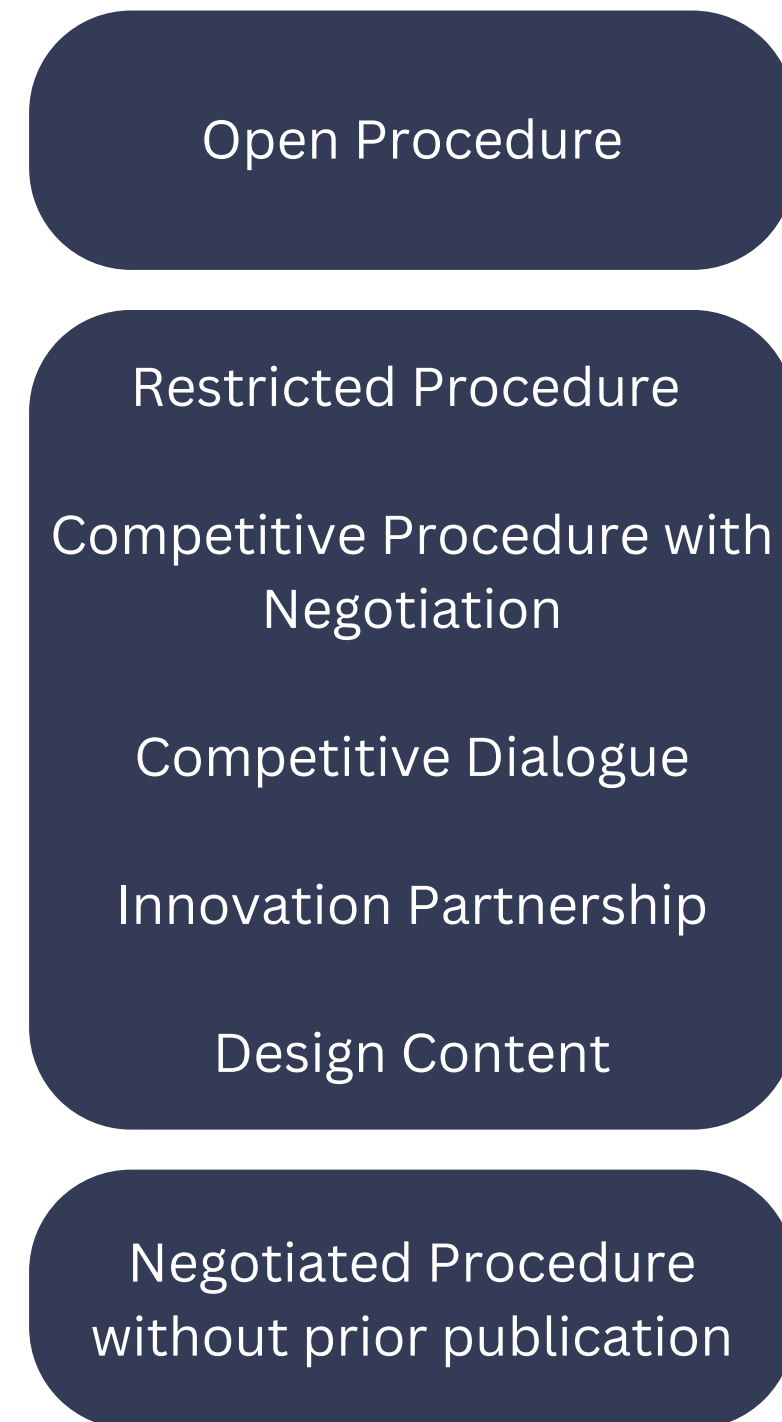 Open Procedure
Restricted Procedure
Competitive Procedure with
Negotiation
Competitive Dialogue
Innovation Partnership
Design Content
Negotiated Procedure
without prior publication